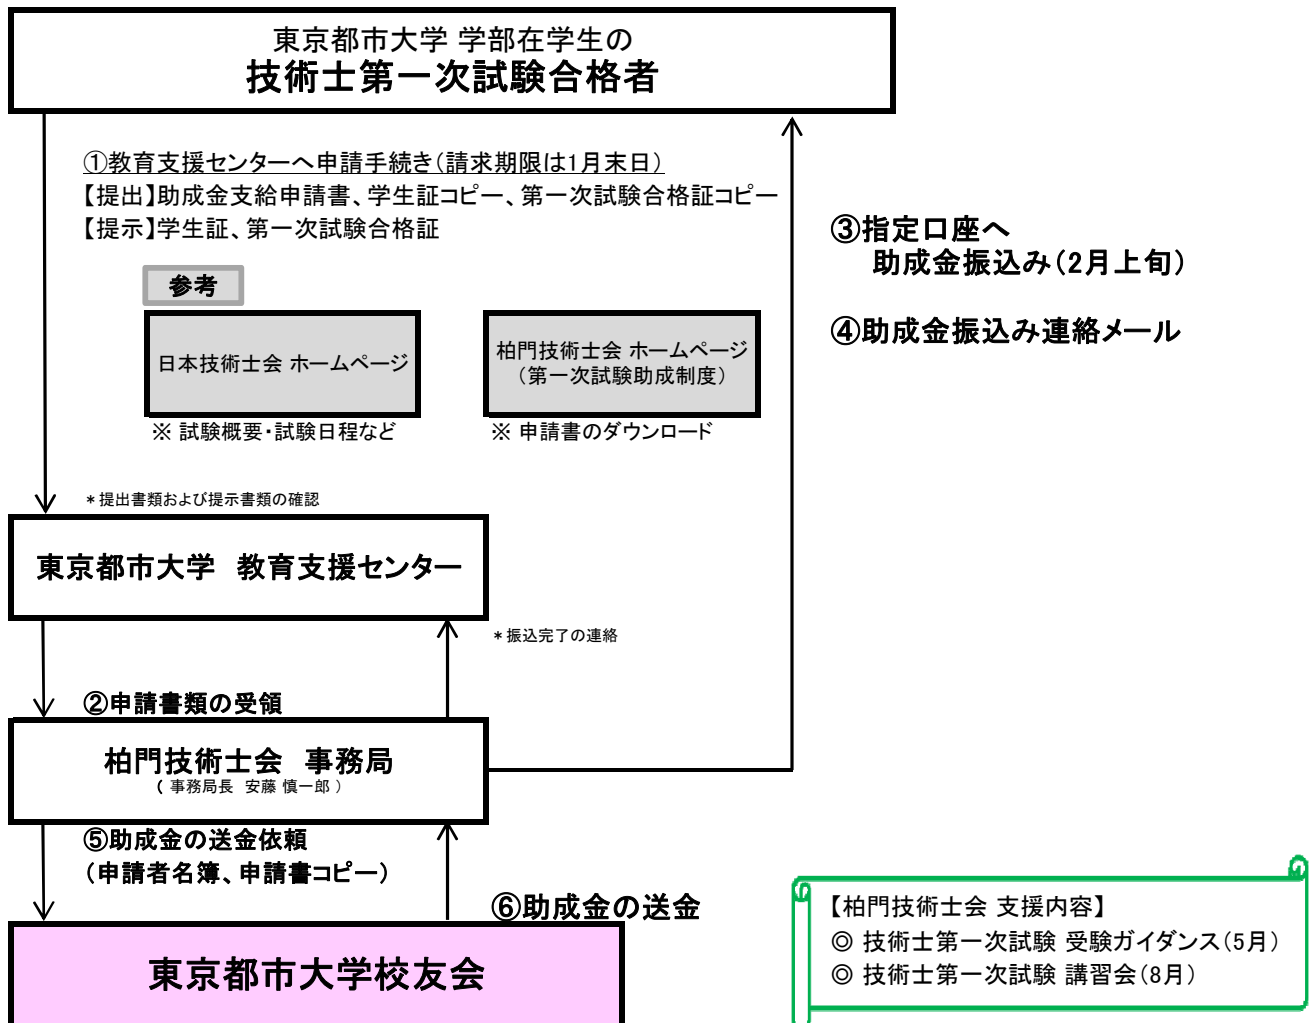 東京都市大学 学部在学生の
技術士第一次試験合格者
①教育支援センターへ申請手続き（請求期限は1月末日）
【提出】助成金支給申請書、学生証コピー、第一次試験合格証コピー
【提示】学生証、第一次試験合格証
③指定口座へ
助成金振込み（2月上旬）
④助成金振込み連絡メール
参考
日本技術士会 ホームページ
※ 試験概要・試験日程など
柏門技術士会 ホームページ
（第一次試験助成制度）
※ 申請書のダウンロード
＊提出書類および提示書類の確認
東京都市大学　教育支援センター
＊振込完了の連絡
②申請書類の受領
柏門技術士会　事務局
（ 事務局長 安藤 慎一郎 ）
⑤助成金の送金依頼
（申請者名簿、申請書コピー）
⑥助成金の送金
東京都市大学校友会
【柏門技術士会 支援内容】
◎ 技術士第一次試験 受験ガイダンス（5月）
◎ 技術士第一次試験 講習会（8月）